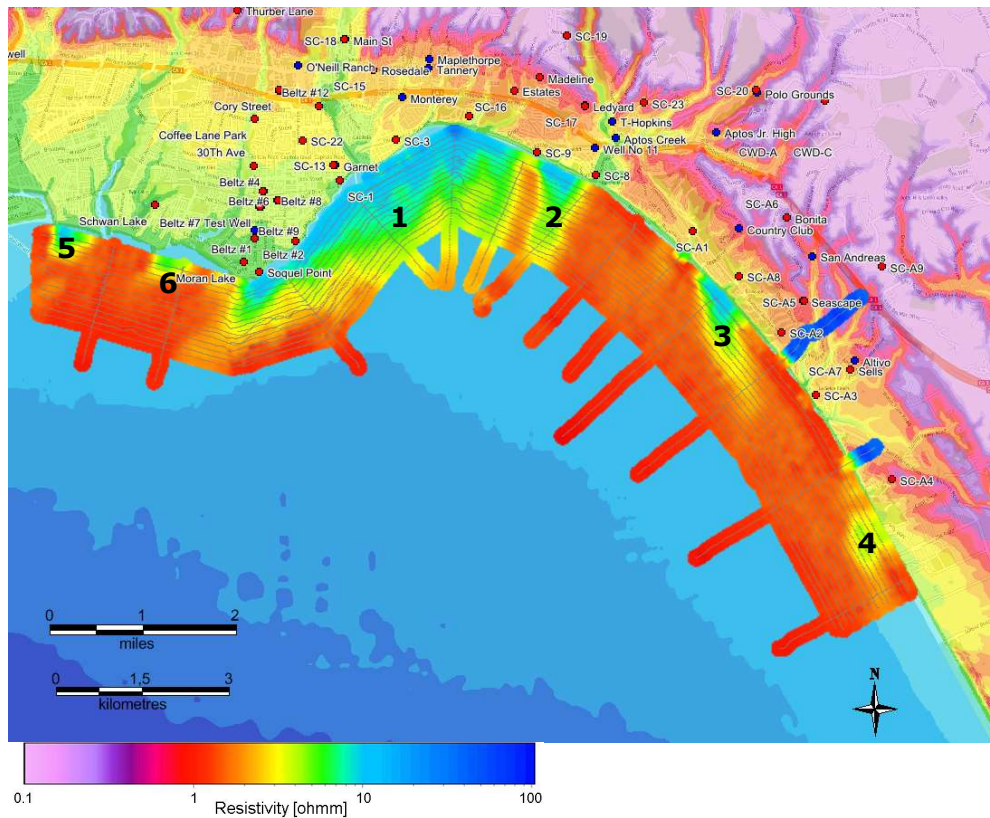 Thurber Lane
SC-18
Main St
SC-19
well
O'Neill Ranch
Rosedale
Maplethorpe
Tannery
Madeline
Beltz #12
SC-15
Monterey
Estates
SC-20
Polo Grounds
Cory Street
SC-16
Ledyard
SC-23
SC-17
T-Hopkins
Coffee Lane Park
SC-22
SC-3
Aptos Creek
Aptos Jr. High
30Th Ave
SC-9
Well No 11
CWD-A
CWD-C
SC-13
Garnet
SC-8
Beltz #4
SC-1
Beltz #6
Beltz #8
SC-A6
Schwan Lake
Beltz #7 Test Well
Beltz #9
1
2
Bonita
Country Club
Beltz #1
Beltz #2
SC-A1
5
6
Moran Lake
Soquel Point
San Andreas
SC-A9
SC-A8
SC-A5
Seascape
3
SC-A2
Altivo
SC-A7
Sells
SC-A3
SC-A4
4
0 1 2
miles
0 1,5 3
kilometres
N
0.1 1 10 100
Resistivity [ohmm]